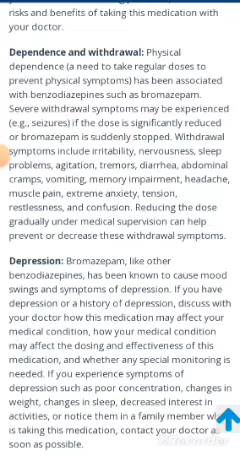 risks and benefits of taking this medication with
your doctor.
Dependence and withdrawal: Physical
dependence (a need to take regular doses to
prevent physical symptoms) has been associated
with benzodiazepines such as bromazepam.
Severe withdrawal symptoms may be experienced
(e.g., seizures) if the dose is significantly reduced
or bromazepam is suddenly stopped. Withdrawal
symptoms include irritability, nervousness, sleep
problems, agitation, tremors, diarrhea, abdominal
cramps, vomiting, memory impairment, headache,
muscle pain, extreme anxiety, tension,
restlessness, and confusion. Reducing the dose
gradually under medical supervision can help
prevent or decrease these withdrawal symptoms.
Depression: Bromazepam, like other
benzodiazepines, has been known to cause mood
swings and symptoms of depression. If you have
depression or a history of depression, discuss with
your doctor how this medication may affect your
medical condition, how your medical condition
may affect the dosing and effectiveness of this
medication, and whether any special monitoring is
needed. If you experience symptoms of
depression such as poor concentration, changes in
weight, changes in sleep, decreased interest in
activities, or notice them in a family member
is taking this medication, contact your doctor as
soon as possible.